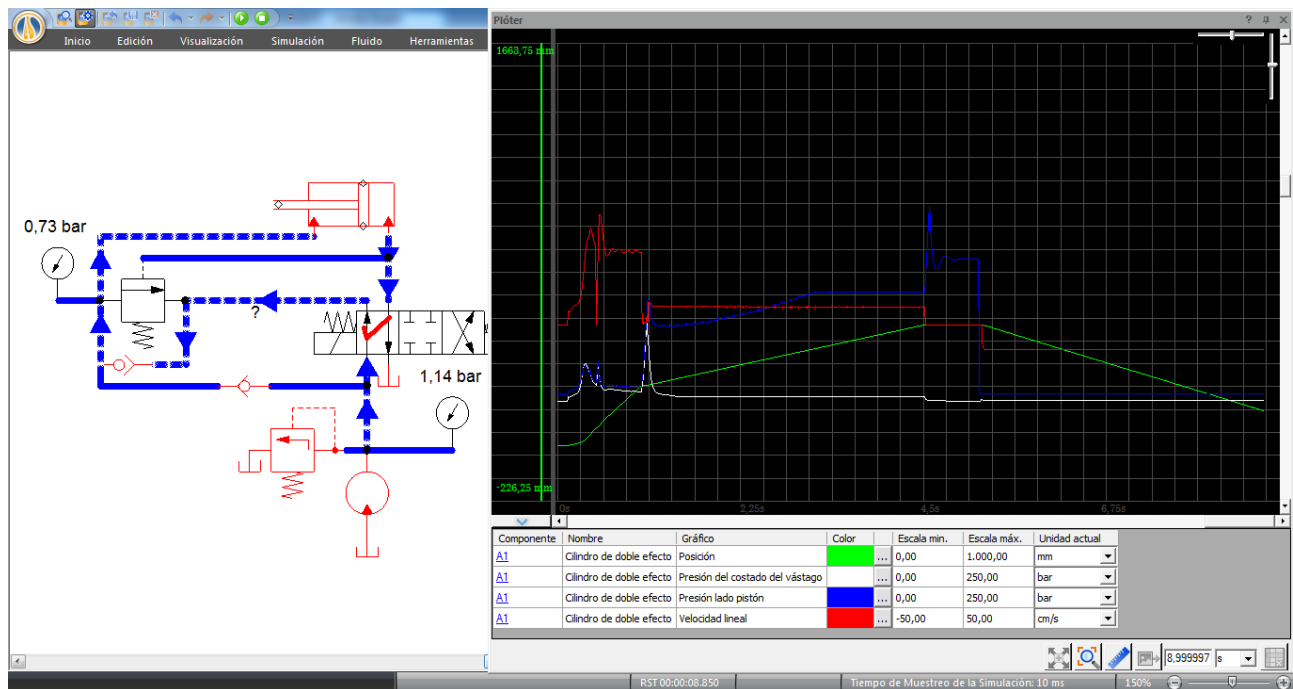 Inicio Edición Visualización Simulación Fluido Herramientas
Plóter
1663,75 mm
0,73 bar
?
1,14 bar
-226,25 mm
0s 2,25s 4,5s 6,75s
Componente Nombre Gráfico Color Escala min. Escala máx. Unidad actual
A1 Cilindro de doble efecto Posición ... 0,00 1.000,00 mm
A1 Cilindro de doble efecto Presión del costado del vástago ... 0,00 250,00 bar
A1 Cilindro de doble efecto Presión lado pistón ... 0,00 250,00 bar
A1 Cilindro de doble efecto Velocidad lineal ... -50,00 50,00 cm/s
8,999997 s
RST 00:00:08.850 Tiempo de Muestreo de la Simulación: 10 ms 150%